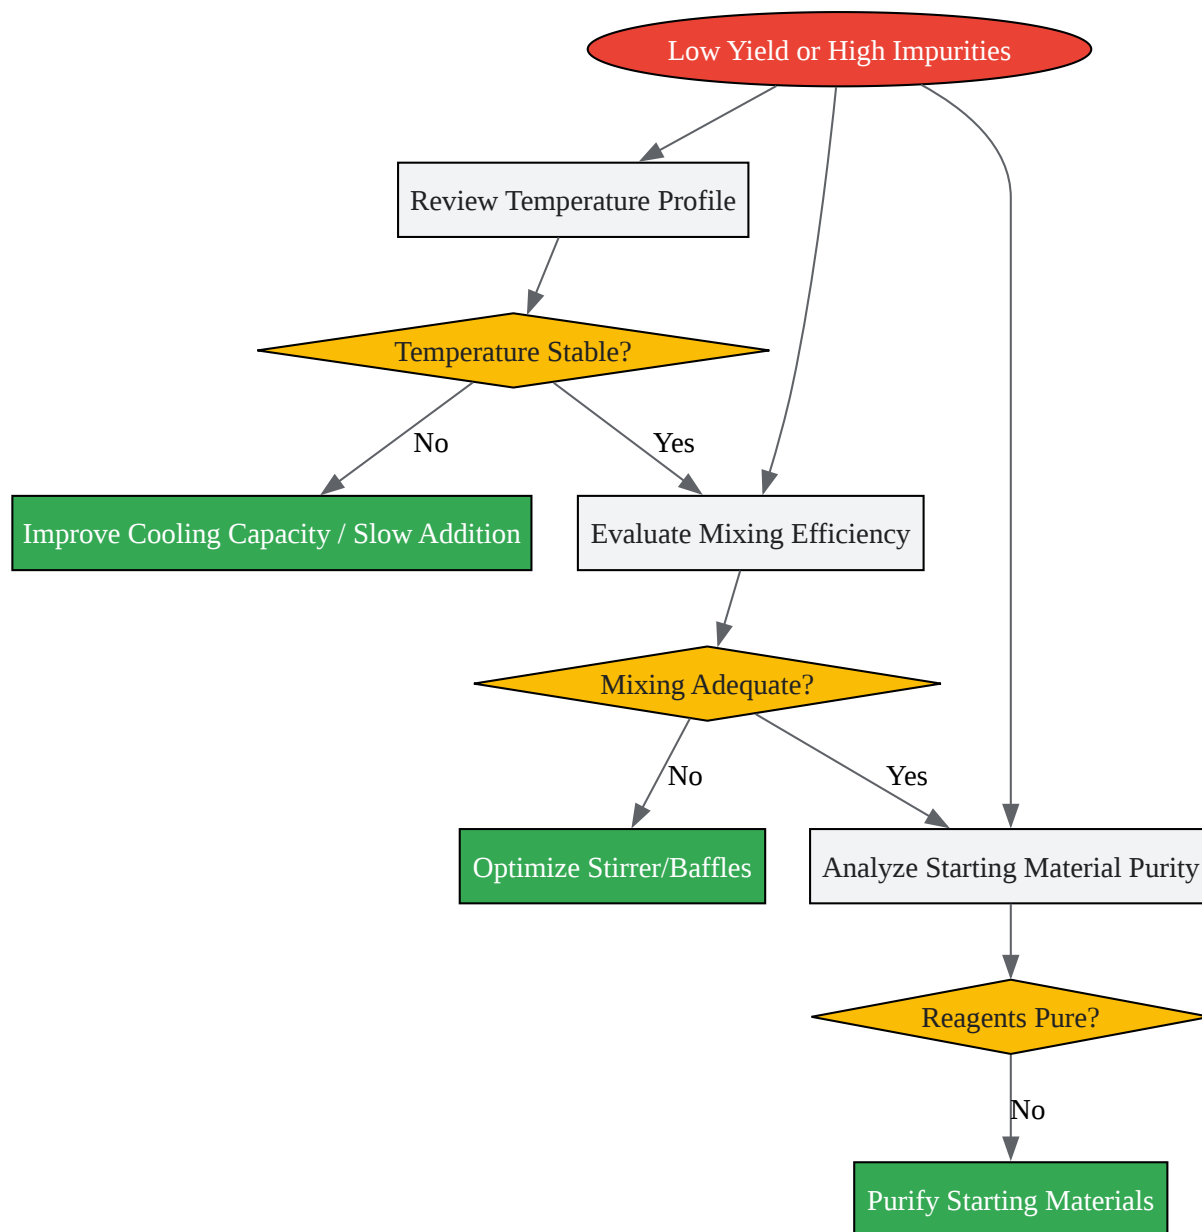 Low Yield or High Impurities
Review Temperature Profile
Temperature Stable?
No
Yes
Improve Cooling Capacity / Slow Addition
Evaluate Mixing Efficiency
Mixing Adequate?
No
Yes
Optimize Stirrer/Baffles
Analyze Starting Material Purity
Reagents Pure?
No
Purify Starting Materials